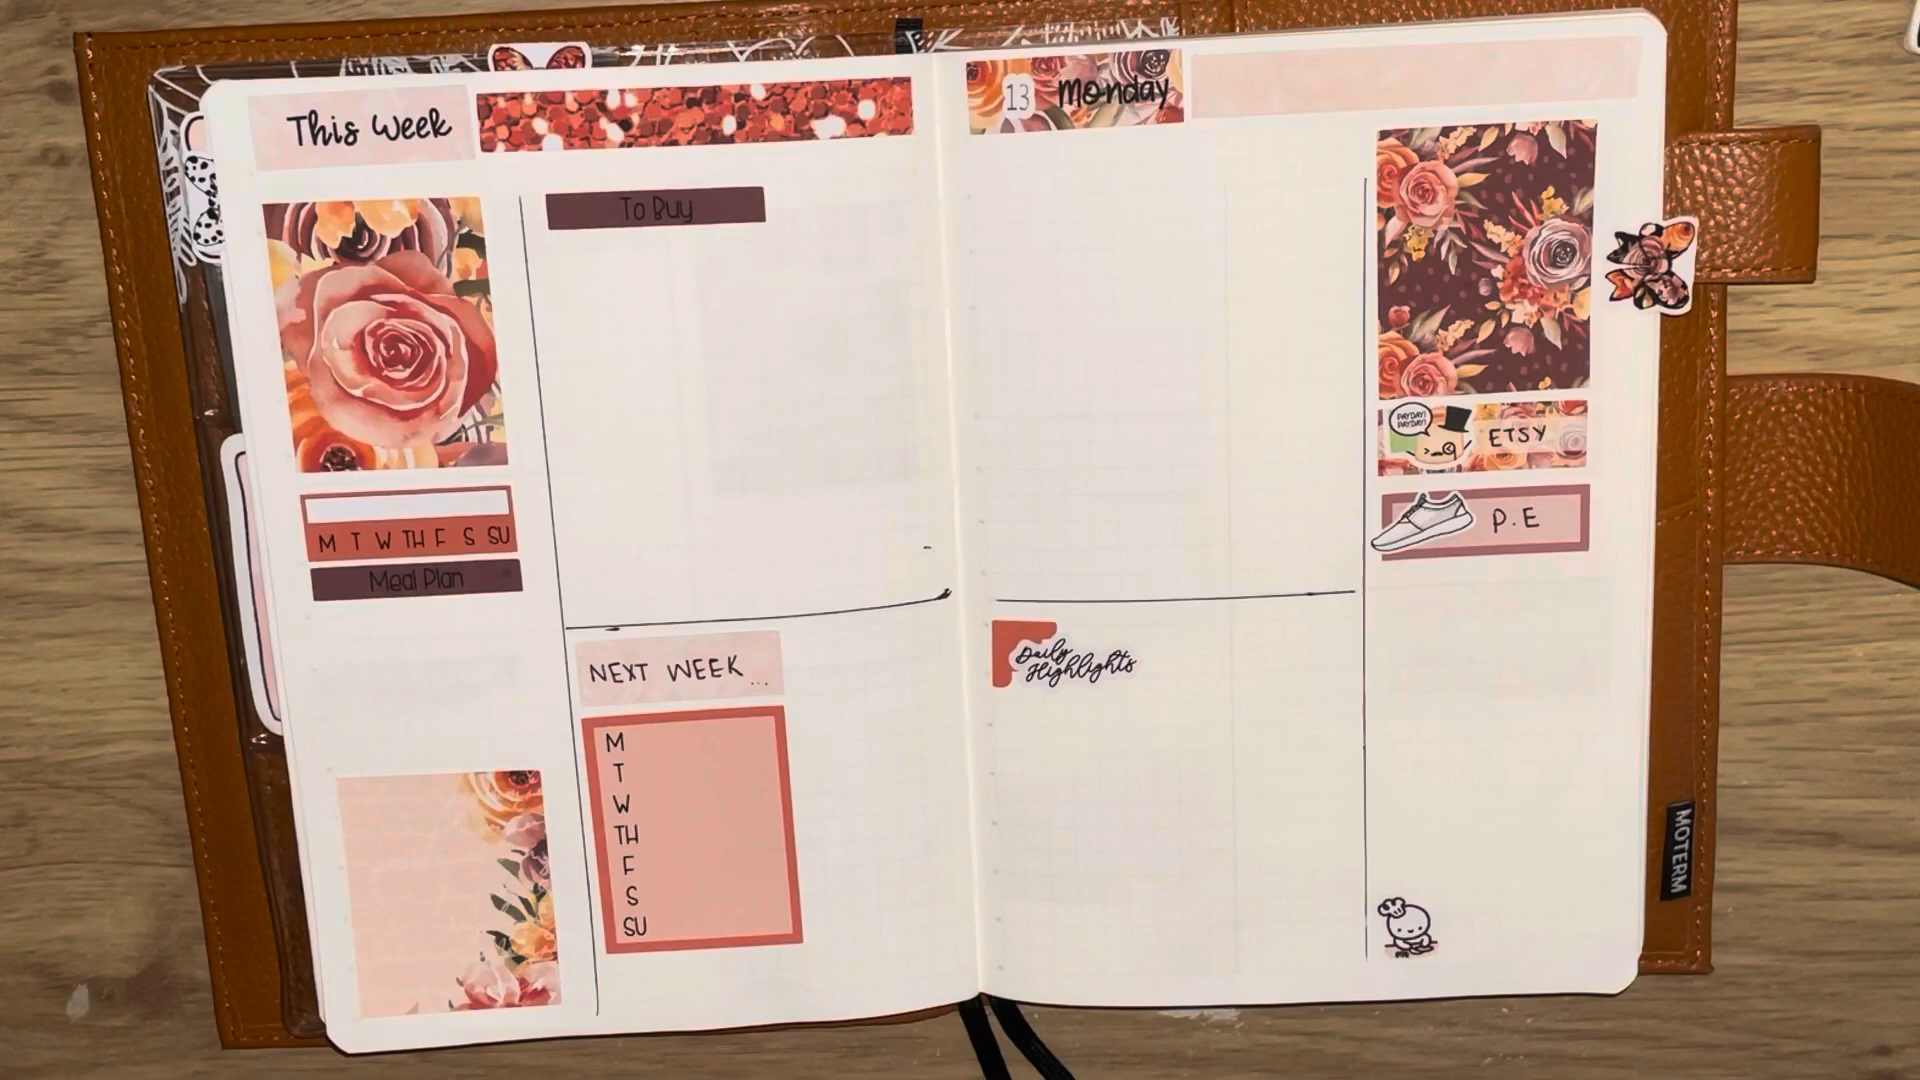 This Week
To Buy
M T W TH F S SU
Meal Plan
NEXT WEEK...
M
T
W
TH
F
S
SU
13 Monday
PAYDAY!
PAYDAY!
ETSY
P.E
Daily
Highlights
MOTERM